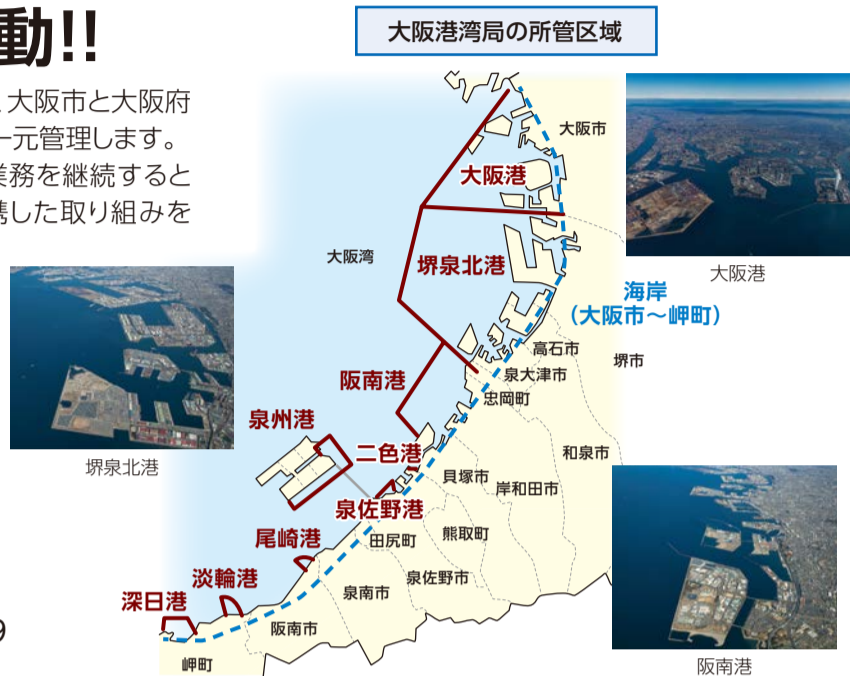 動!!
大阪市と大阪府
一元管理します。
業務を継続すると
携した取り組みを
大阪港湾局の所管区域
大阪市
大阪港
大阪湾
堺泉北港
大阪港
海岸
（大阪市～岬町）
高石市
堺市
泉大津市
忠岡町
阪南港
泉州港
二色港
和泉市
堺泉北港
貝塚市
岸和田市
泉佐野港
尾崎港
田尻町
熊取町
淡輪港
泉佐野市
深日港
泉南市
阪南市
9
岬町
阪南港